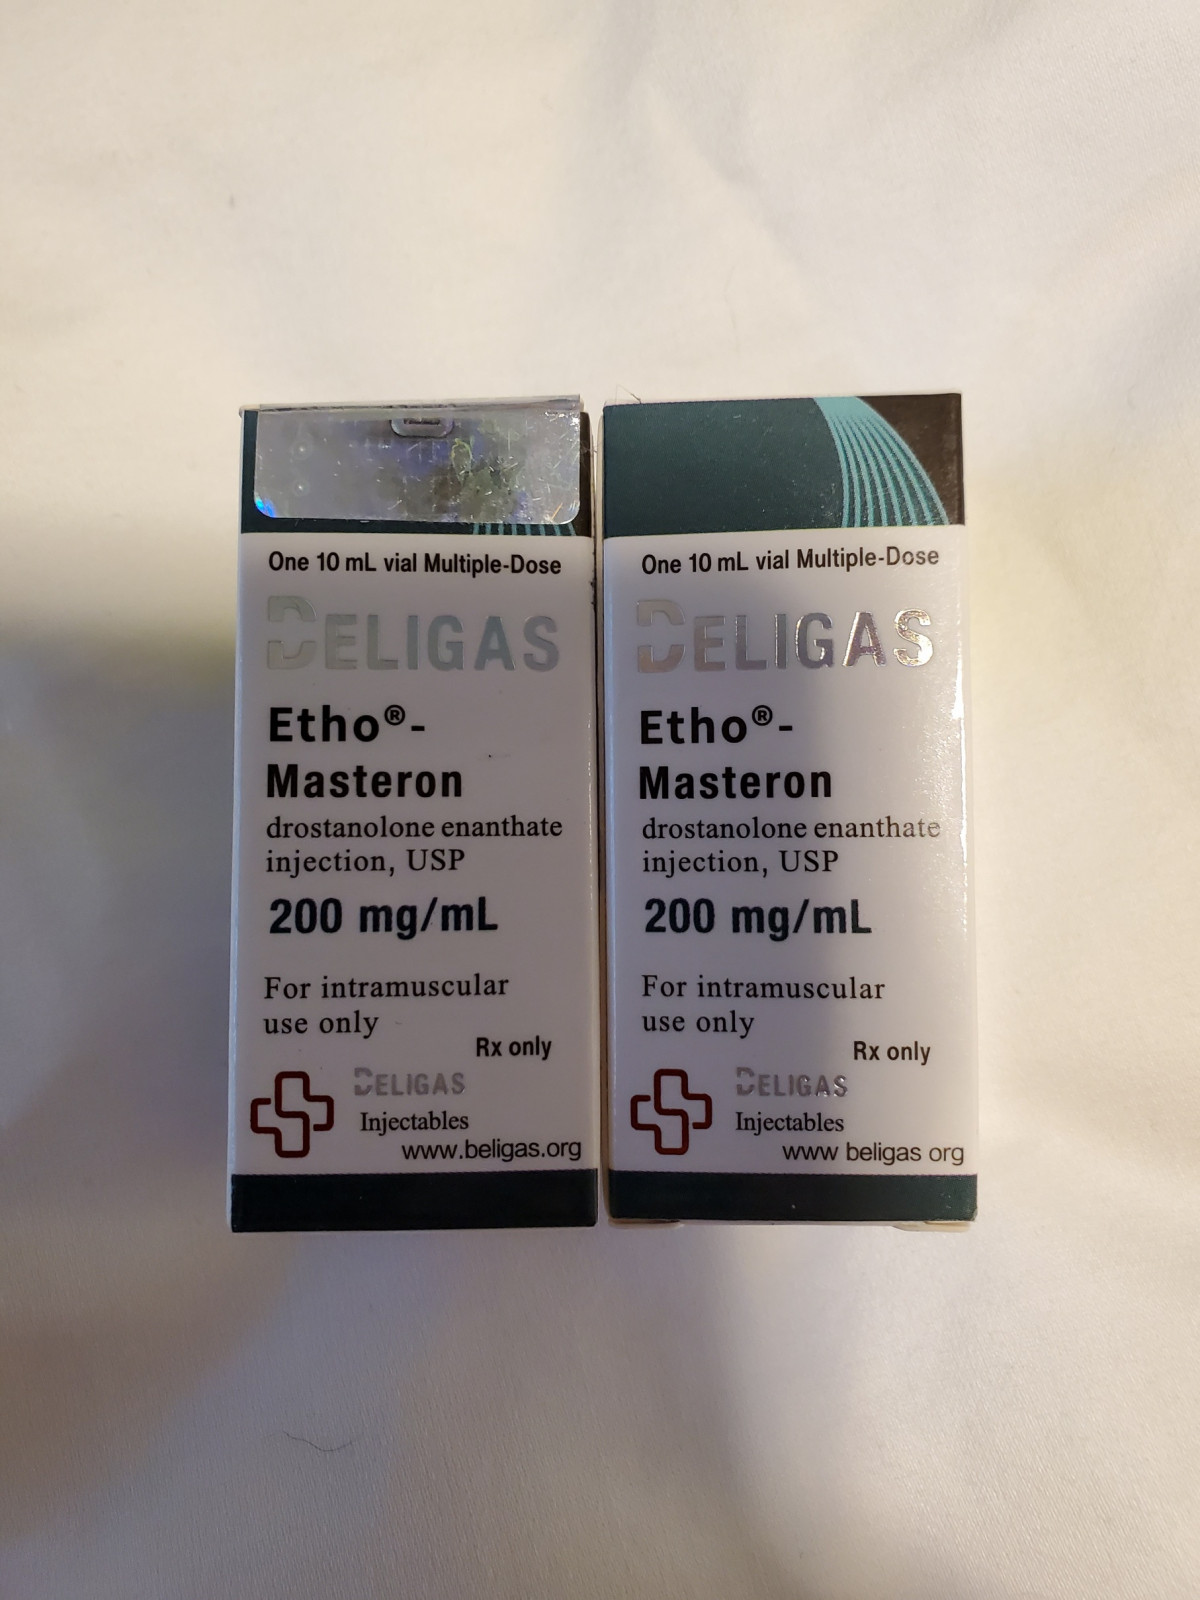 One 10 mL vial Multiple-Dose
BELIGAS
Etho®-
Masteron
drostanolone enanthate
injection, USP
200 mg/mL
For intramuscular
use only
Rx only
BELIGAS
Injectables
www.beligas.org
One 10 mL vial Multiple-Dose
BELIGAS
Etho®-
Masteron
drostanolone enanthate
injection, USP
200 mg/mL
For intramuscular
use only
Rx only
BELIGAS
Injectables
www beligas org